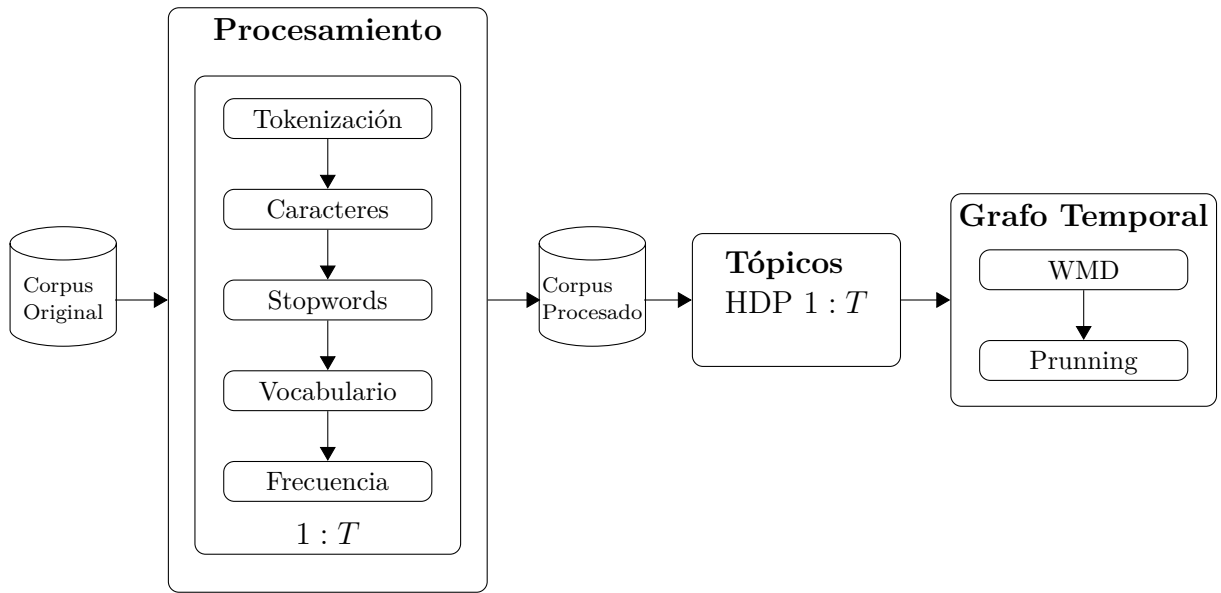 Procesamiento
Tokenización
Caracteres
Stopwords
Vocabulario
Frecuencia
1 : T
Corpus
Original
Corpus
Procesado
Tópicos
HDP 1 : T
Grafo Temporal
WMD
Prunning